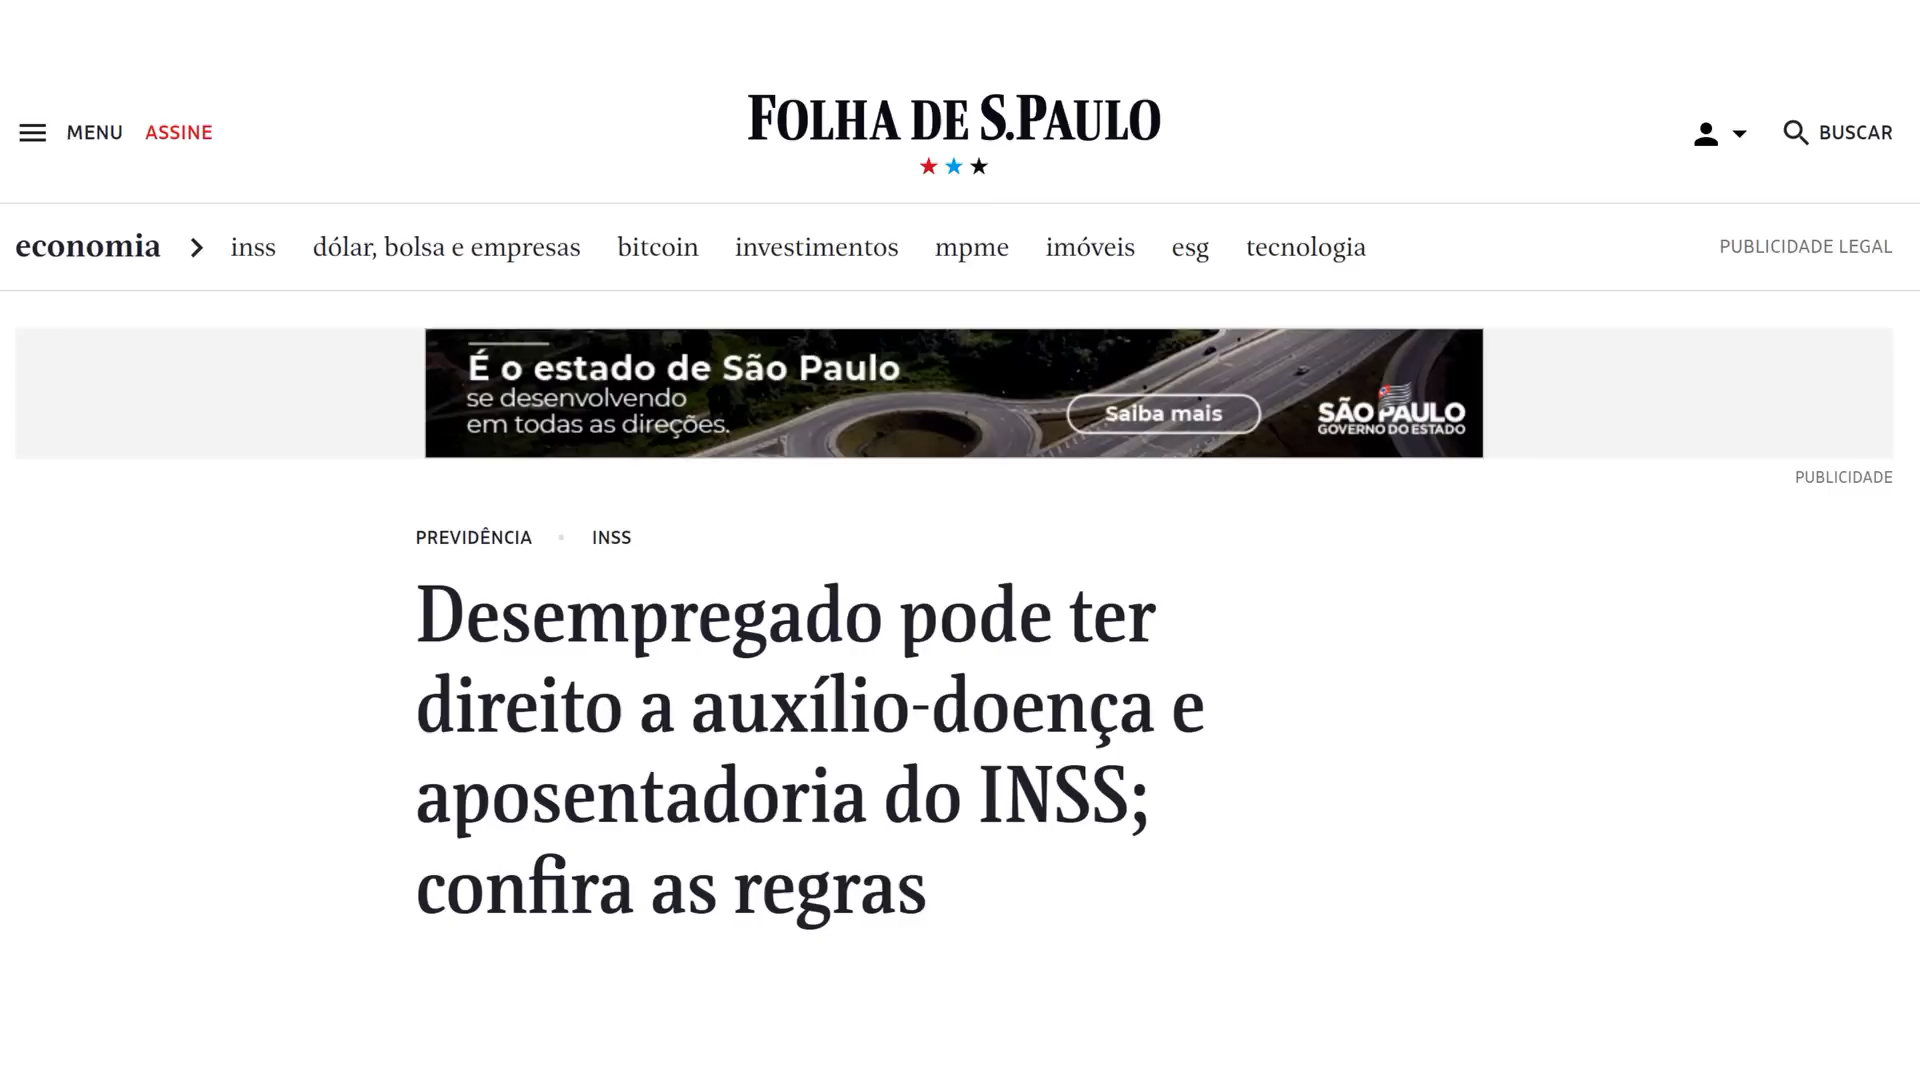 MENU ASSINE
FOLHA DE S.PAULO
BUSCAR
economia inss dólar, bolsa e empresas bitcoin investimentos mpme imóveis esg tecnologia PUBLICIDADE LEGAL
É o estado de São Paulo
se desenvolvendo
em todas as direções.
Saiba mais
SÃO PAULO
GOVERNO DO ESTADO
PUBLICIDADE
PREVIDÊNCIA INSS
Desempregado pode ter
direito a auxílio-doença e
aposentadoria do INSS;
confira as regras